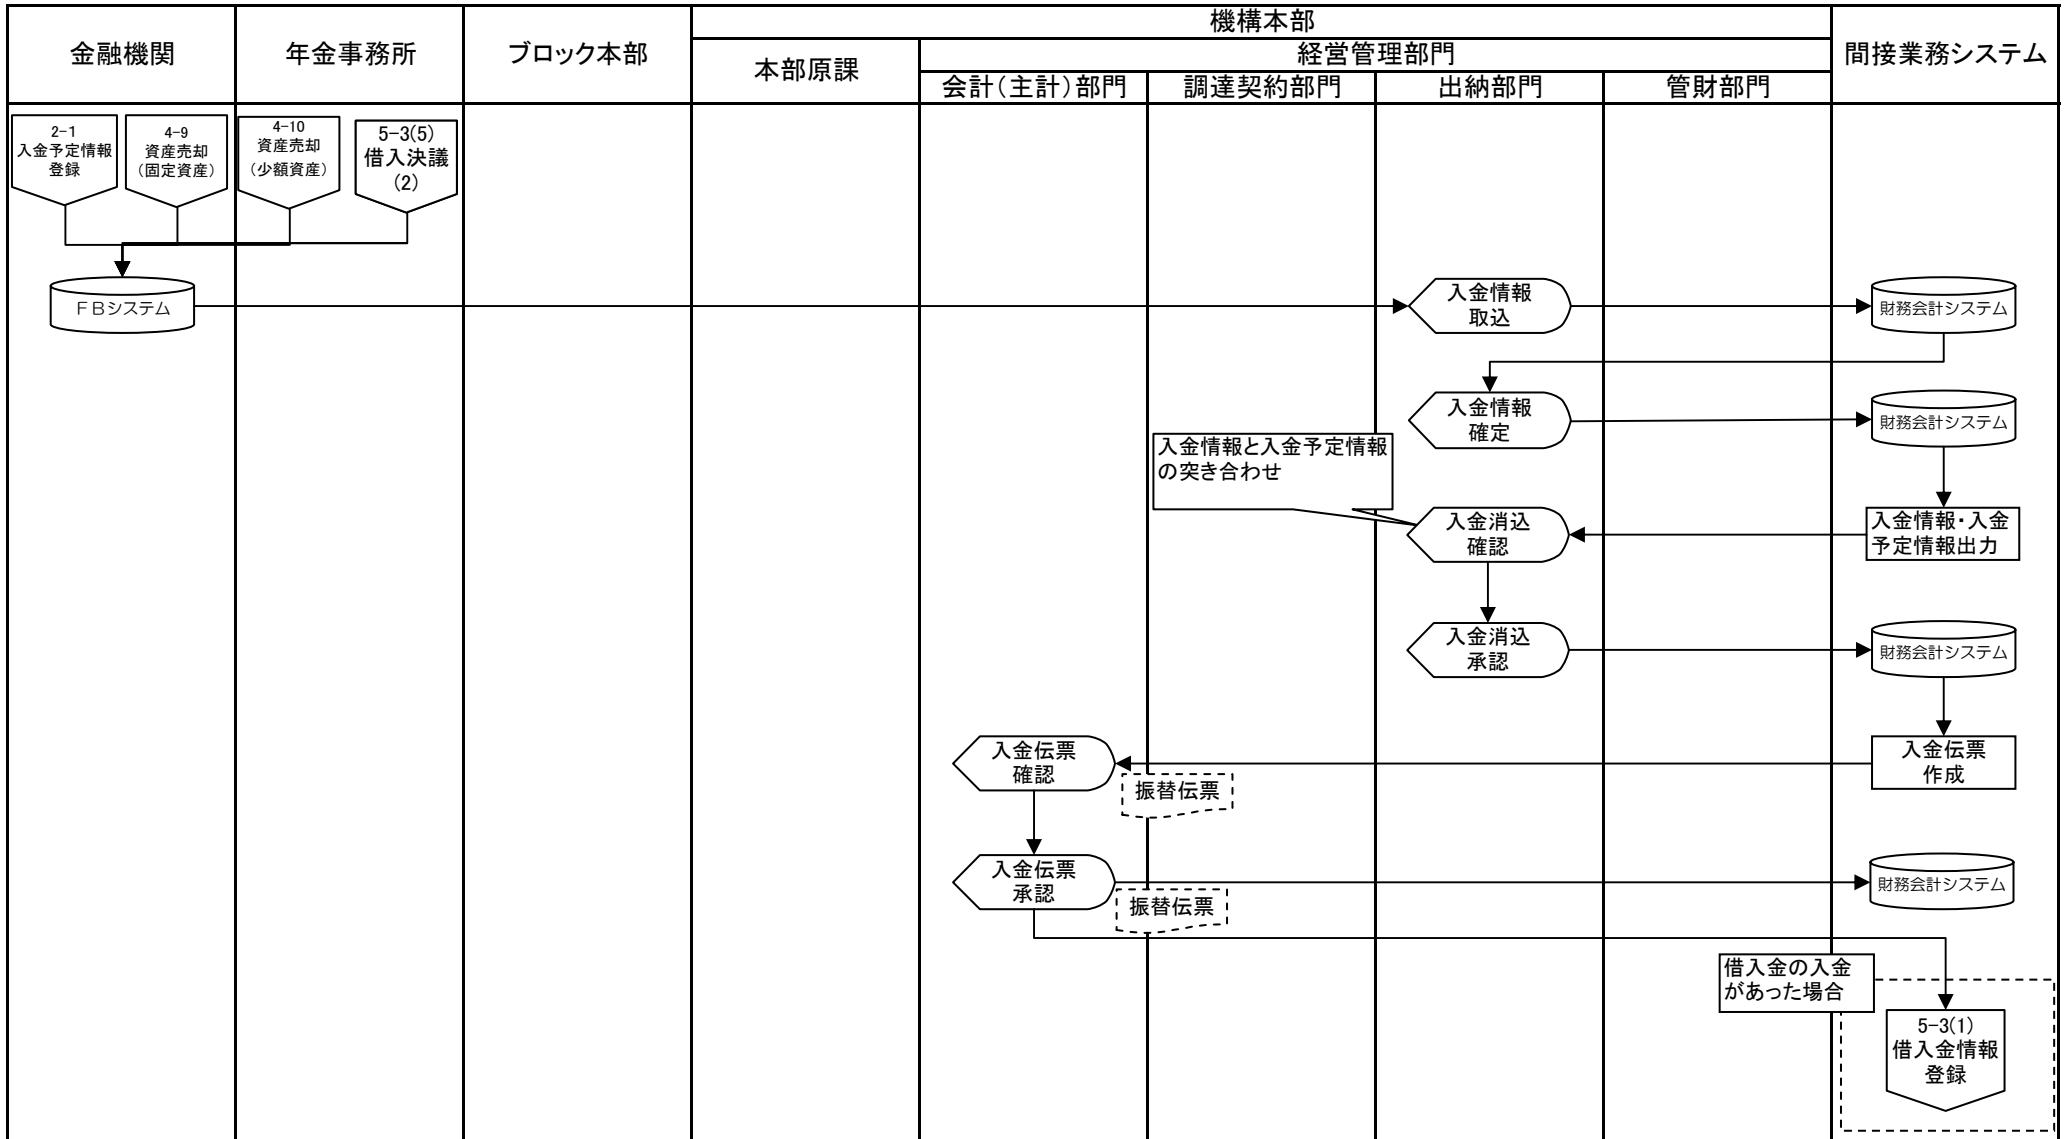 機構本部
金融機関
年金事務所
ブロック本部
本部原課
経営管理部門
間接業務システム
会計(主計)部門
調達契約部門
出納部門
管財部門
2-1
入金予定情報
登録
4-9
資産売却
(固定資産)
4-10
資産売却
(少額資産)
5-3(5)
借入決議
(2)
FBシステム
入金情報
取込
財務会計システム
入金情報
確定
財務会計システム
入金情報と入金予定情報
の突き合わせ
入金消込
確認
入金情報・入金
予定情報出力
入金消込
承認
財務会計システム
入金伝票
確認
振替伝票
入金伝票
作成
入金伝票
承認
振替伝票
財務会計システム
借入金の入金
があった場合
5-3(1)
借入金情報
登録